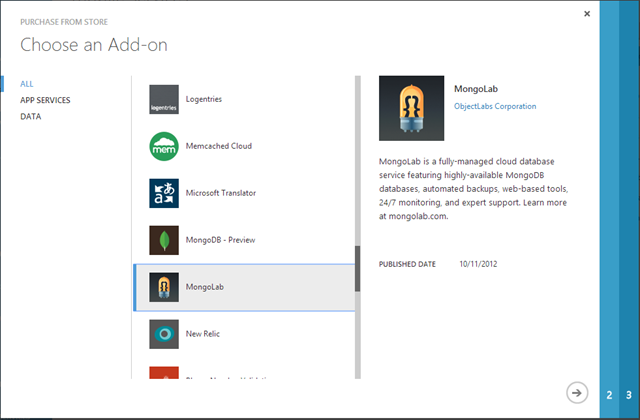 PURCHASE FROM STORE
Choose an Add-on
ALL
APP SERVICES
DATA
logentries
Logentries
mem
Memcached Cloud
あ
a
Microsoft Translator
MongoDB - Preview
MongoLab
New Relic
MongoLab
ObjectLabs Corporation
MongoLab is a fully-managed cloud database
service featuring highly-available MongoDB
databases, automated backups, web-based tools,
24/7 monitoring, and expert support. Learn more
at mongolab.com.
PUBLISHED DATE 10/11/2012
2 3